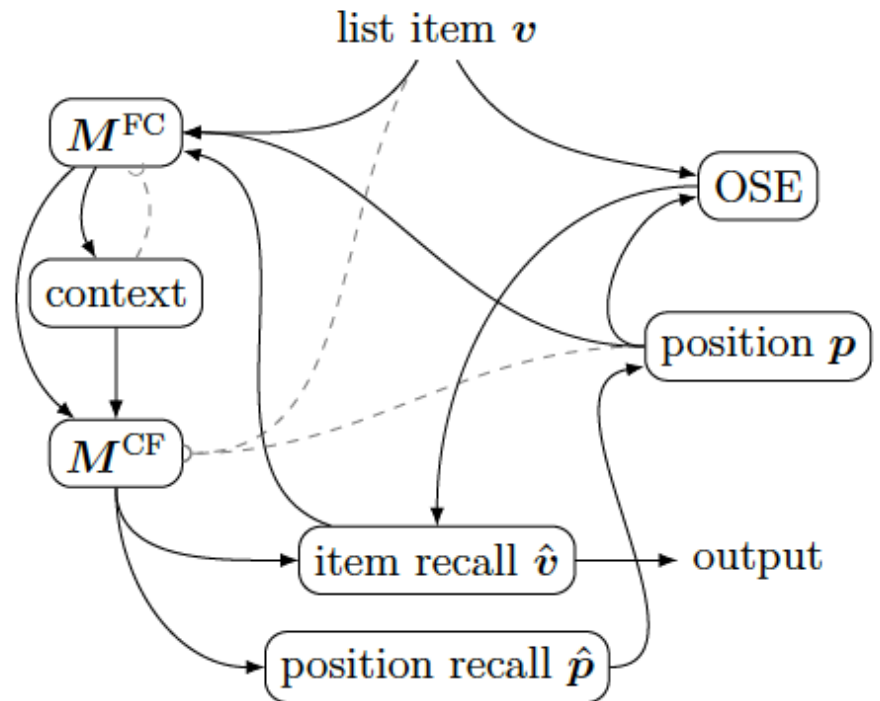 list item v
M^FC
OSE
context
position p
M^CF
item recall v̂
output
position recall p̂